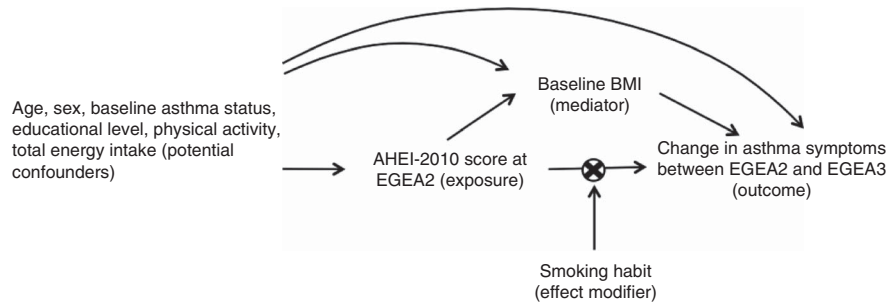 Age, sex, baseline asthma status,
educational level, physical activity,
total energy intake (potential
confounders)
Baseline BMI
(mediator)
AHEI-2010 score at
EGEA2 (exposure)
Change in asthma symptoms
between EGEA2 and EGEA3
(outcome)
Smoking habit
(effect modifier)